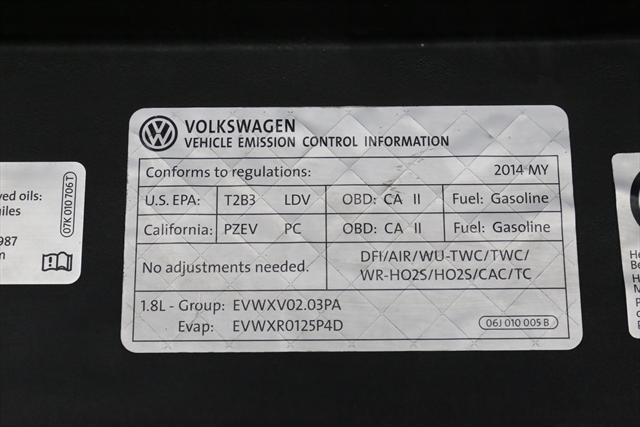 ved oils:
uiles
987
m
07K 010 706 T
VOLKSWAGEN
VEHICLE EMISSION CONTROL INFORMATION
Conforms to regulations: 2014 MY
U.S. EPA: T2B3 LDV OBD: CA II Fuel: Gasoline
California: PZEV PC OBD: CA II Fuel: Gasoline
No adjustments needed.
DFI/AIR/WU-TWC/TWC/
WR-HO2S/HO2S/CAC/TC
1.8L - Group: EVWXV02.03PA
Evap: EVWXR0125P4D
06J 010 005 B